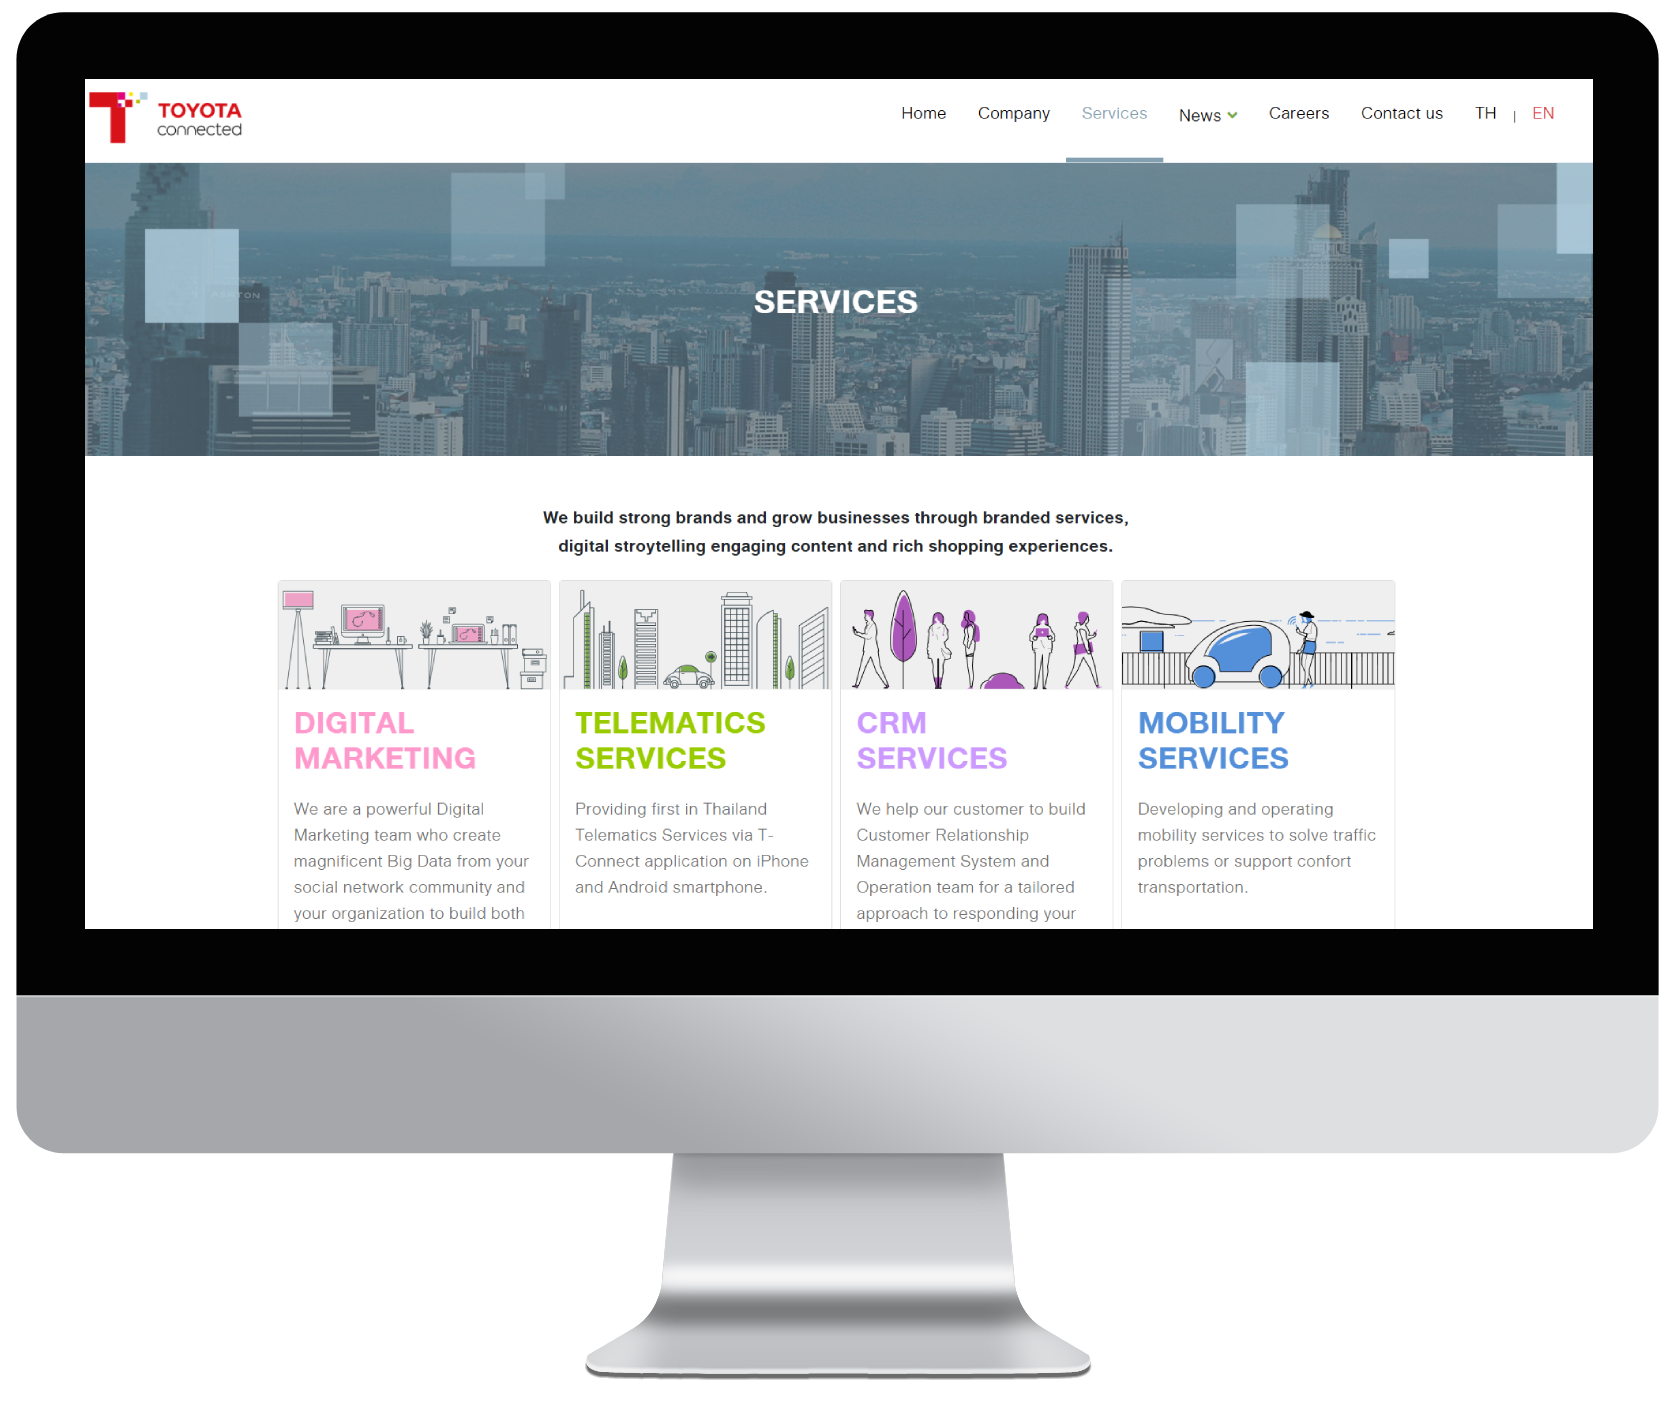 TOYOTA
connected
Home Company Services News Careers Contact us TH | EN
SERVICES
We build strong brands and grow businesses through branded services,
digital stroytelling engaging content and rich shopping experiences.
DIGITAL
MARKETING
We are a powerful Digital
Marketing team who create
magnificent Big Data from your
social network community and
your organization to build both
TELEMATICS
SERVICES
Providing first in Thailand
Telematics Services via T-
Connect application on iPhone
and Android smartphone.
CRM
SERVICES
We help our customer to build
Customer Relationship
Management System and
Operation team for a tailored
approach to responding your
MOBILITY
SERVICES
Developing and operating
mobility services to solve traffic
problems or support confort
transportation.